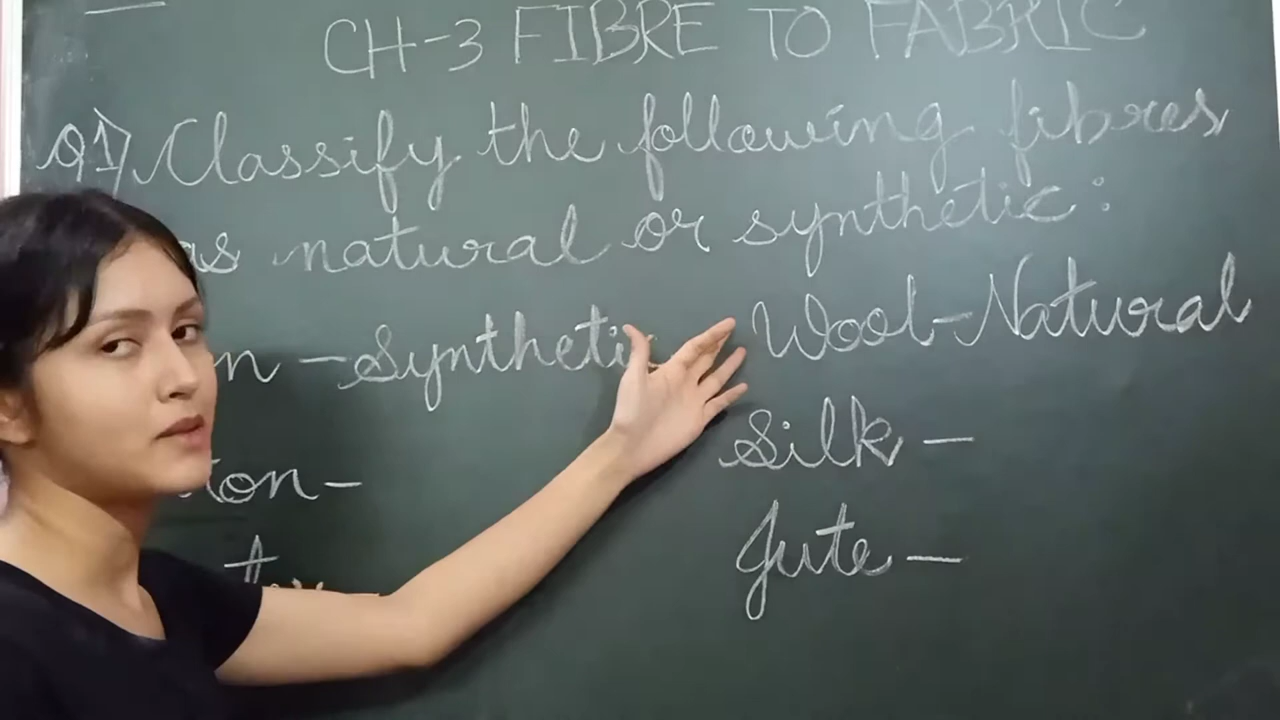 CH-3 FIBRE TO FABRIC
Q1) Classify the following fibres
as natural or synthetic:
n - Synthetic Wool - Natural
ton - Silk -
Jute -